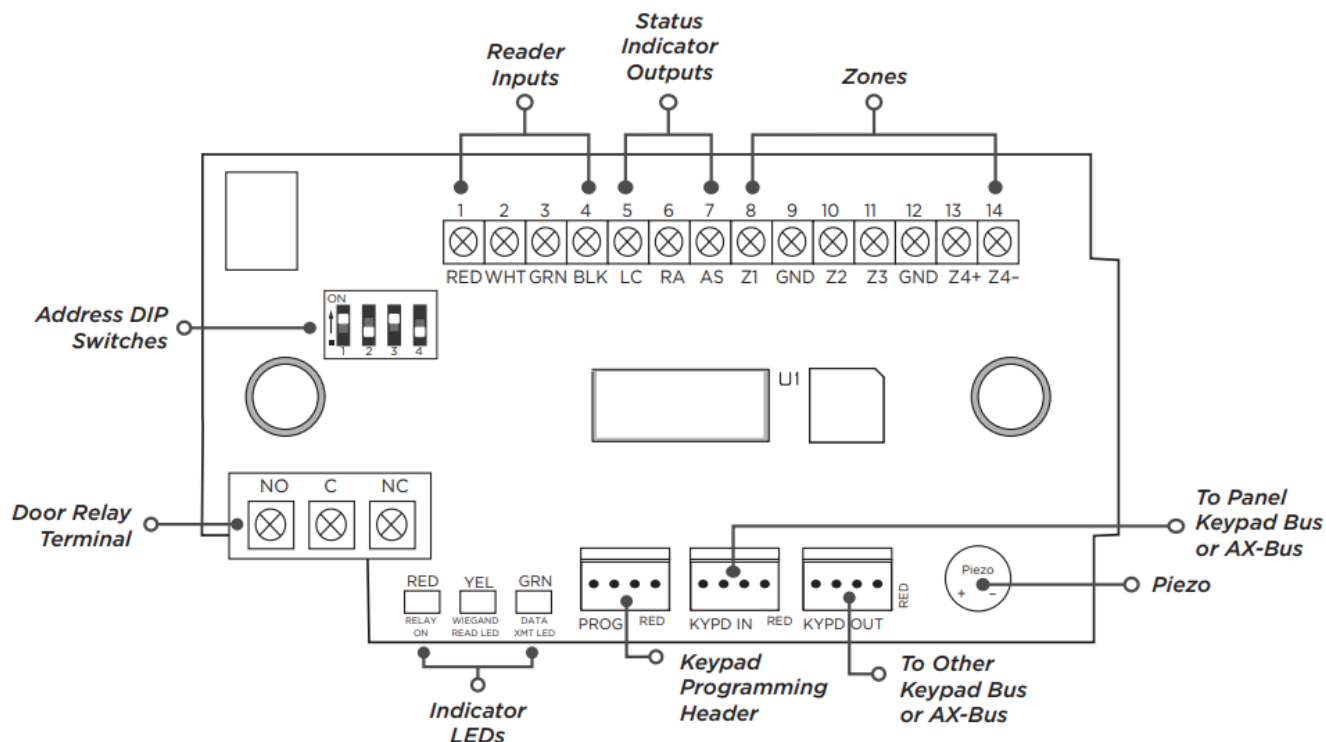 Reader
Inputs
Status
Indicator
Outputs
Zones
1 2 3 4 5 6 7 8 9 10 11 12 13 14
RED WHT GRN BLK LC RA AS Z1 GND Z2 Z3 GND Z4+ Z4–
Address DIP
Switches
ON
1 2 3 4
U1
Door Relay
Terminal
NO C NC
To Panel
Keypad Bus
or AX-Bus
RED YEL GRN
RELAY
ON
WIEGAND
READ LED
DATA
XMT LED
PROG RED
KYPD IN RED
KYPD OUT
RED
Piezo
+ –
Piezo
Indicator
LEDs
Keypad
Programming
Header
To Other
Keypad Bus
or AX-Bus